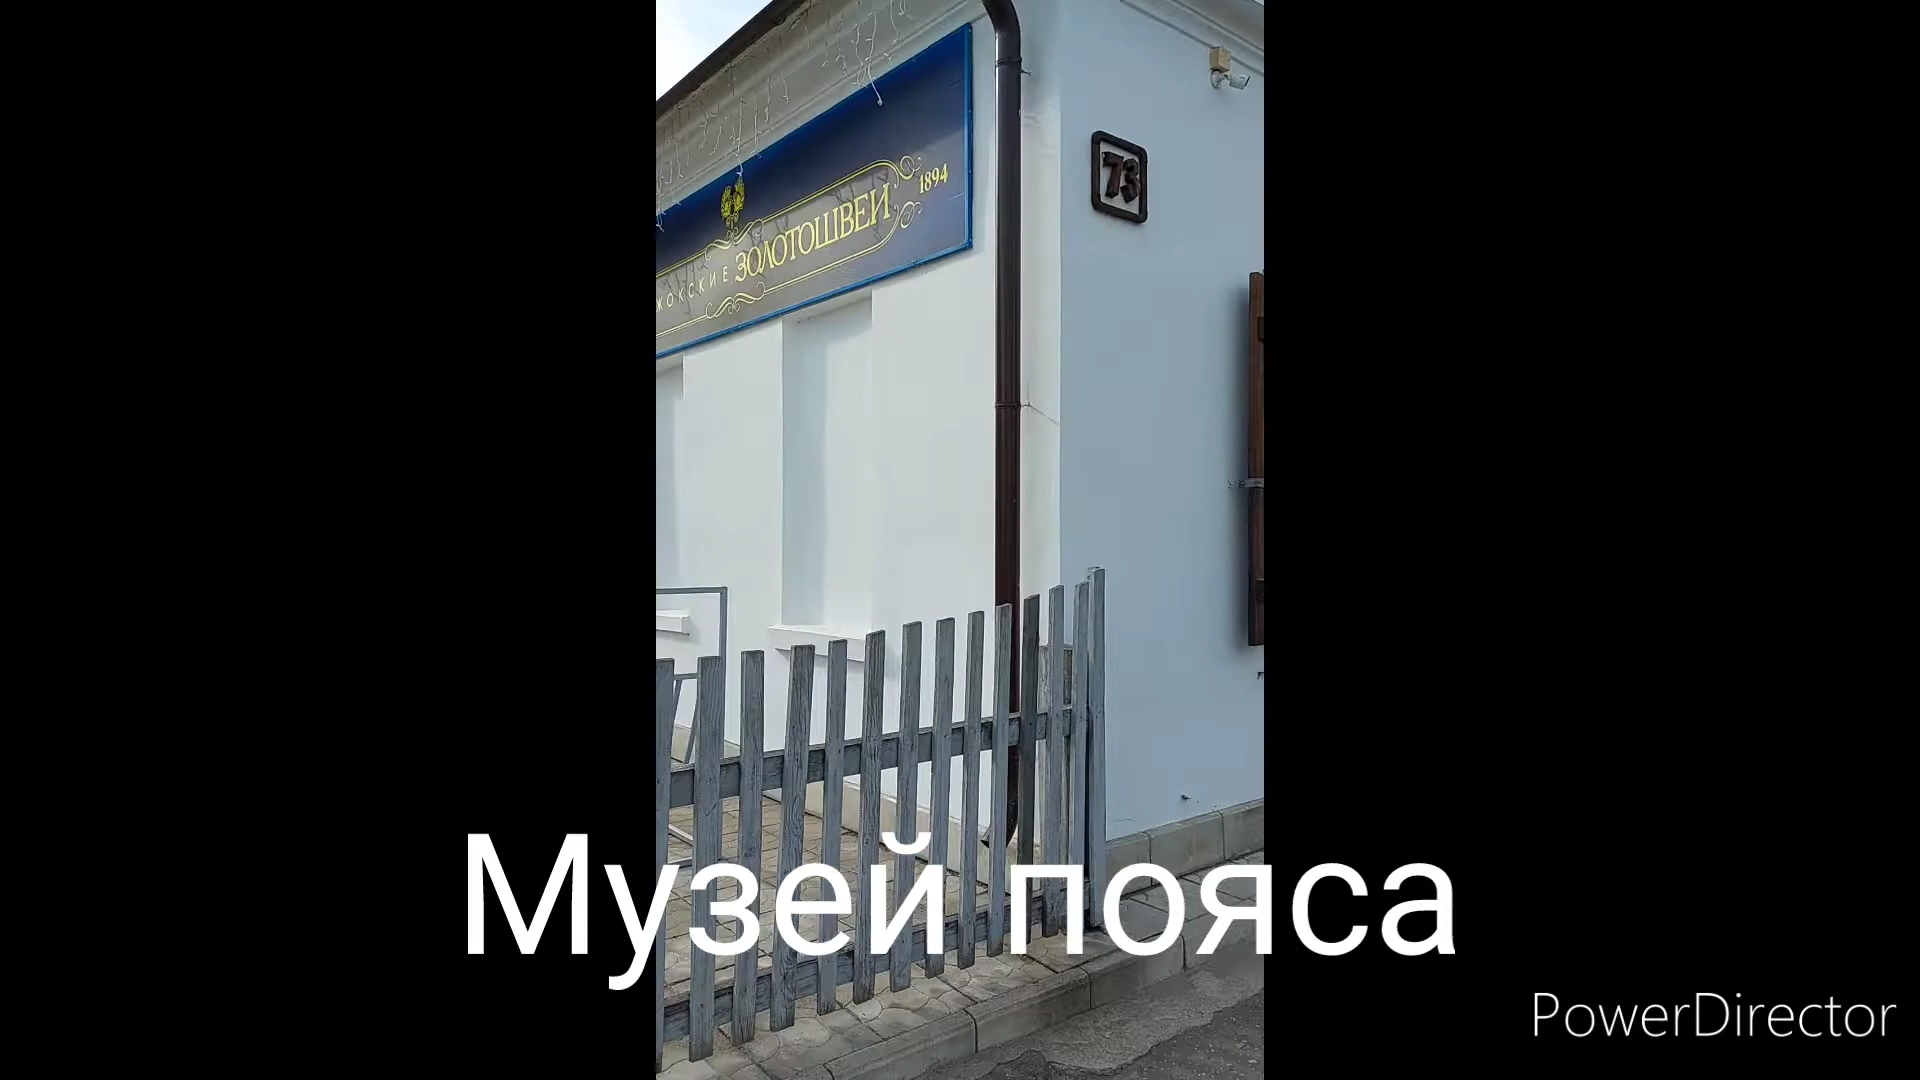 73
1894
ЖОКСКИЕ ЗОЛОТОШВЕИ
Музей пояса
PowerDirector